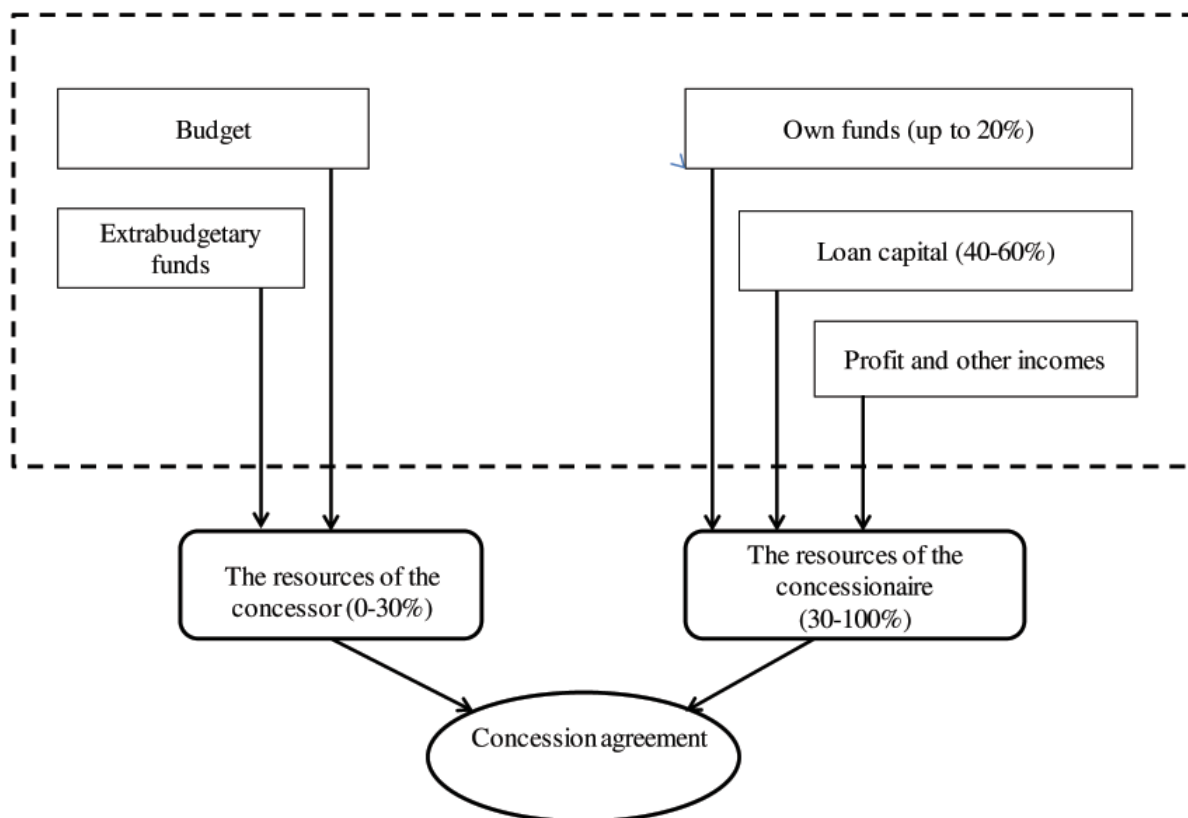 Budget
Own funds (up to 20%)
Extrabudgetary
funds
Loan capital (40-60%)
Profit and other incomes
The resources of the
concessor (0-30%)
The resources of the
concessionaire
(30-100%)
Concession agreement